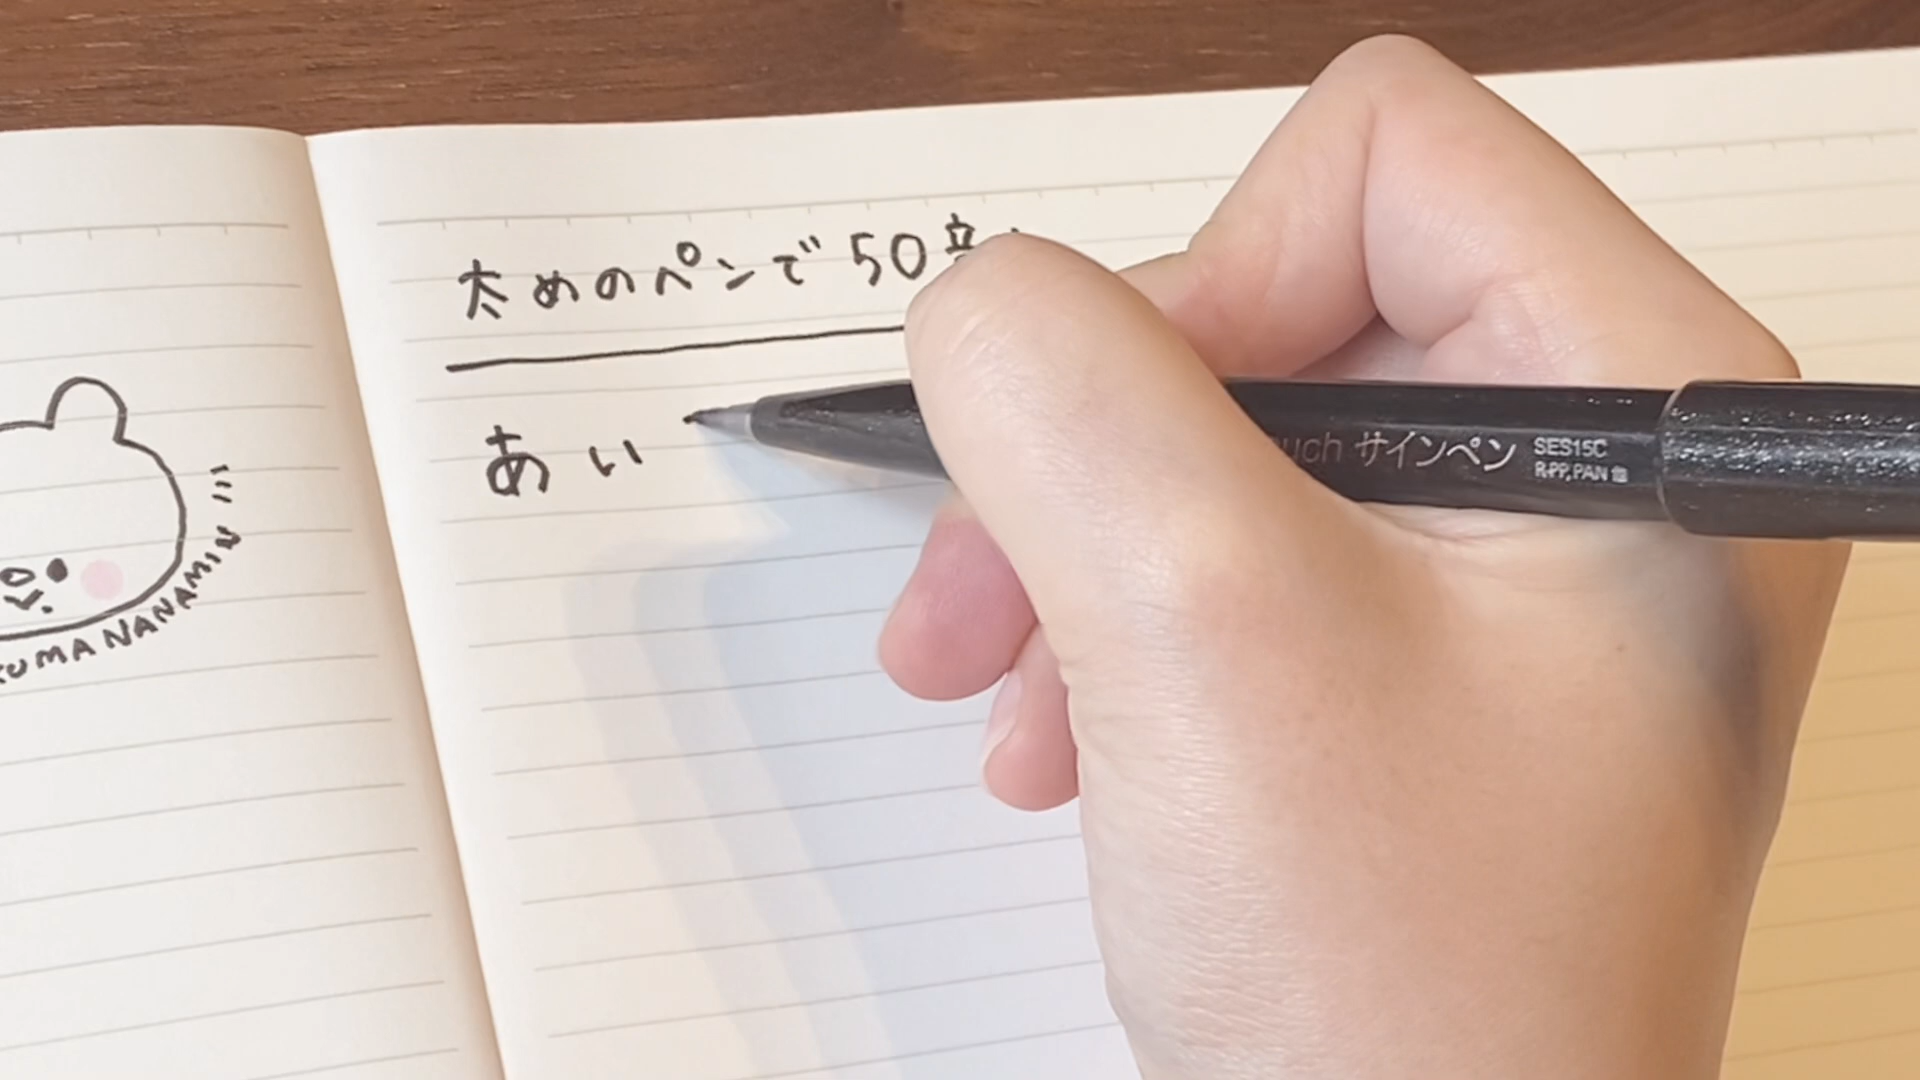 太めのペンで50音
あい
KUMA NANAMIN
uch サインペン
SES15C
R-PP,PAN